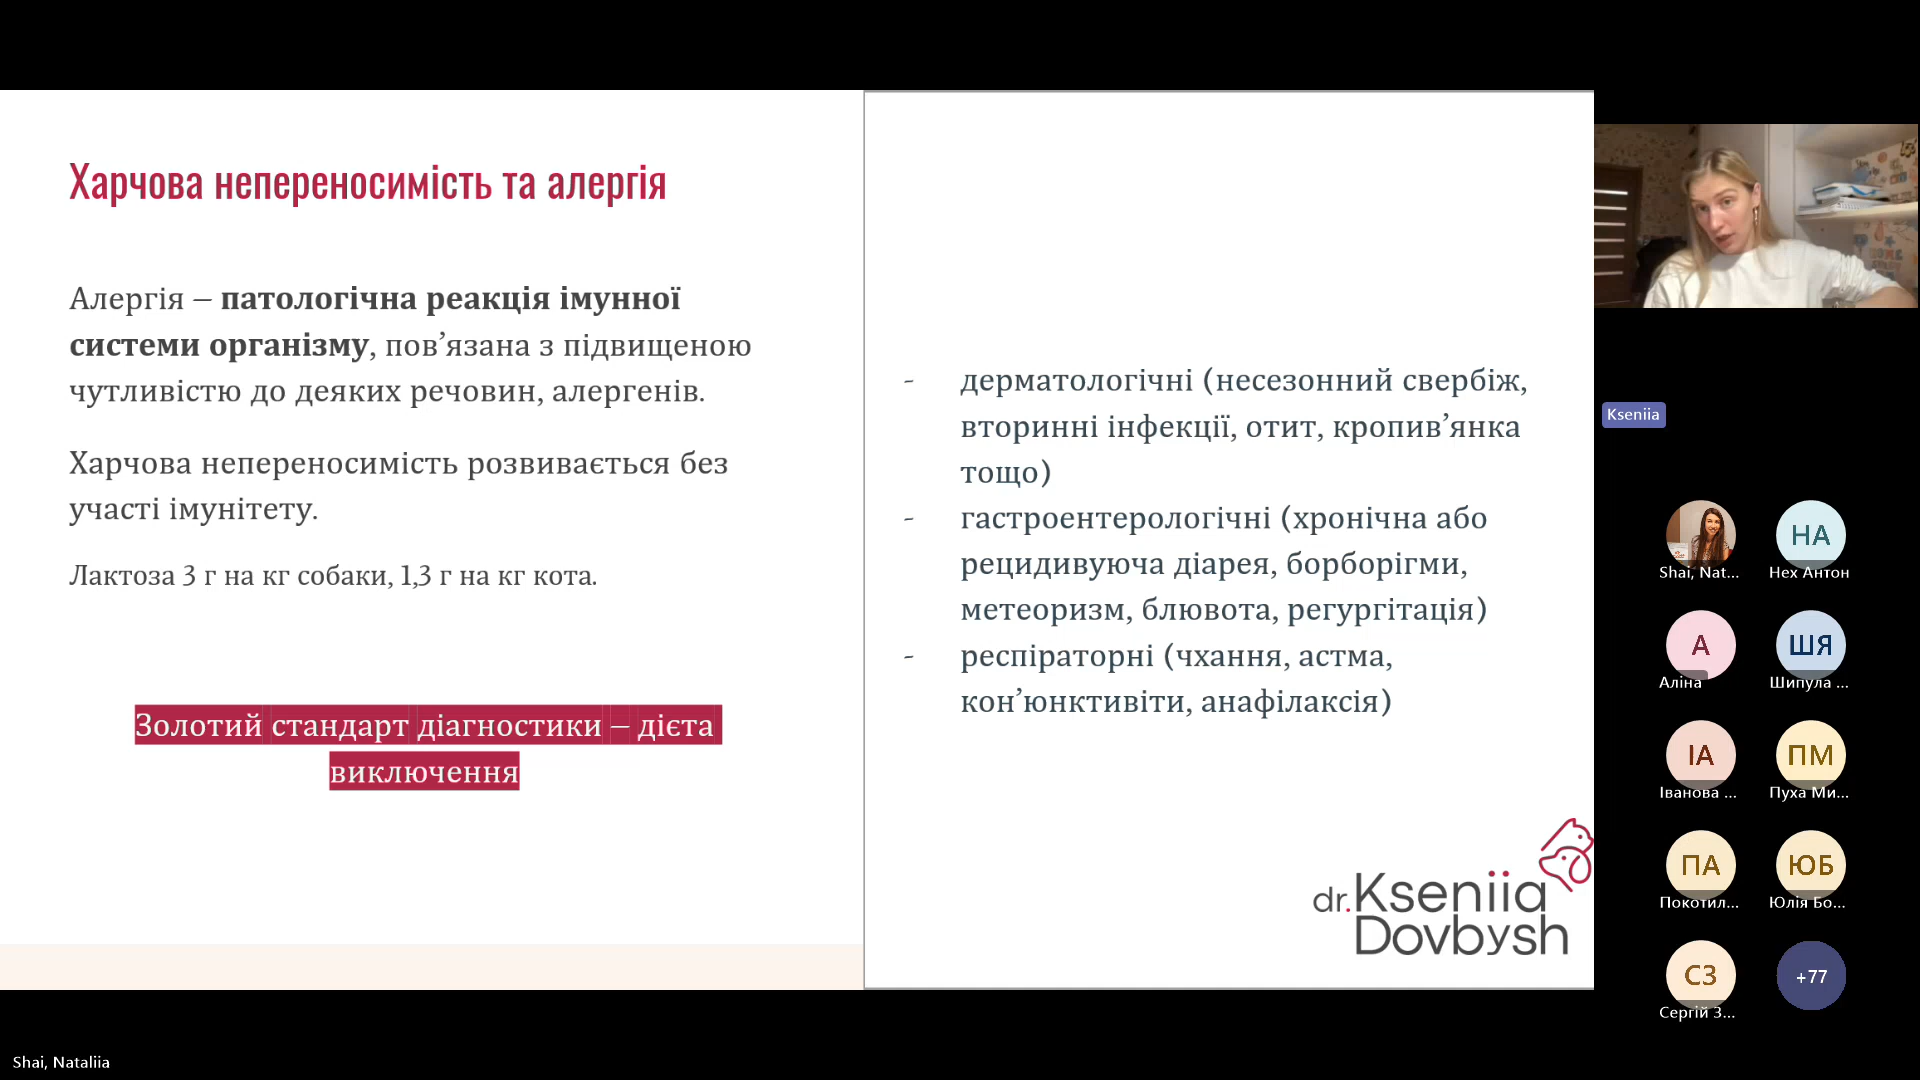 Харчова непереносимість та алергія
Алергія – патологічна реакція імунної
системи організму, пов’язана з підвищеною
чутливістю до деяких речовин, алергенів.
Харчова непереносимість розвивається без
участі імунітету.
Лактоза 3 г на кг собаки, 1,3 г на кг кота.
Золотий стандарт діагностики – дієта
виключення
- дерматологічні (несезонний свербіж,
вторинні інфекції, отит, кропив’янка
тощо)
- гастроентерологічні (хронічна або
рецидивуюча діарея, борборігми,
метеоризм, блювота, регургітація)
- респіраторні (чхання, астма,
кон’юнктивіти, анафілаксія)
dr.Kseniia
Dovbysh
Kseniia
Shai, Nat...
НА
Нех Антон
А
Аліна
ШЯ
Шипула ...
ІА
Іванова ...
ПМ
Пуха Ми...
ПА
Покотил...
ЮБ
Юлія Бо...
СЗ
Сергій З...
+77
Shai, Nataliia